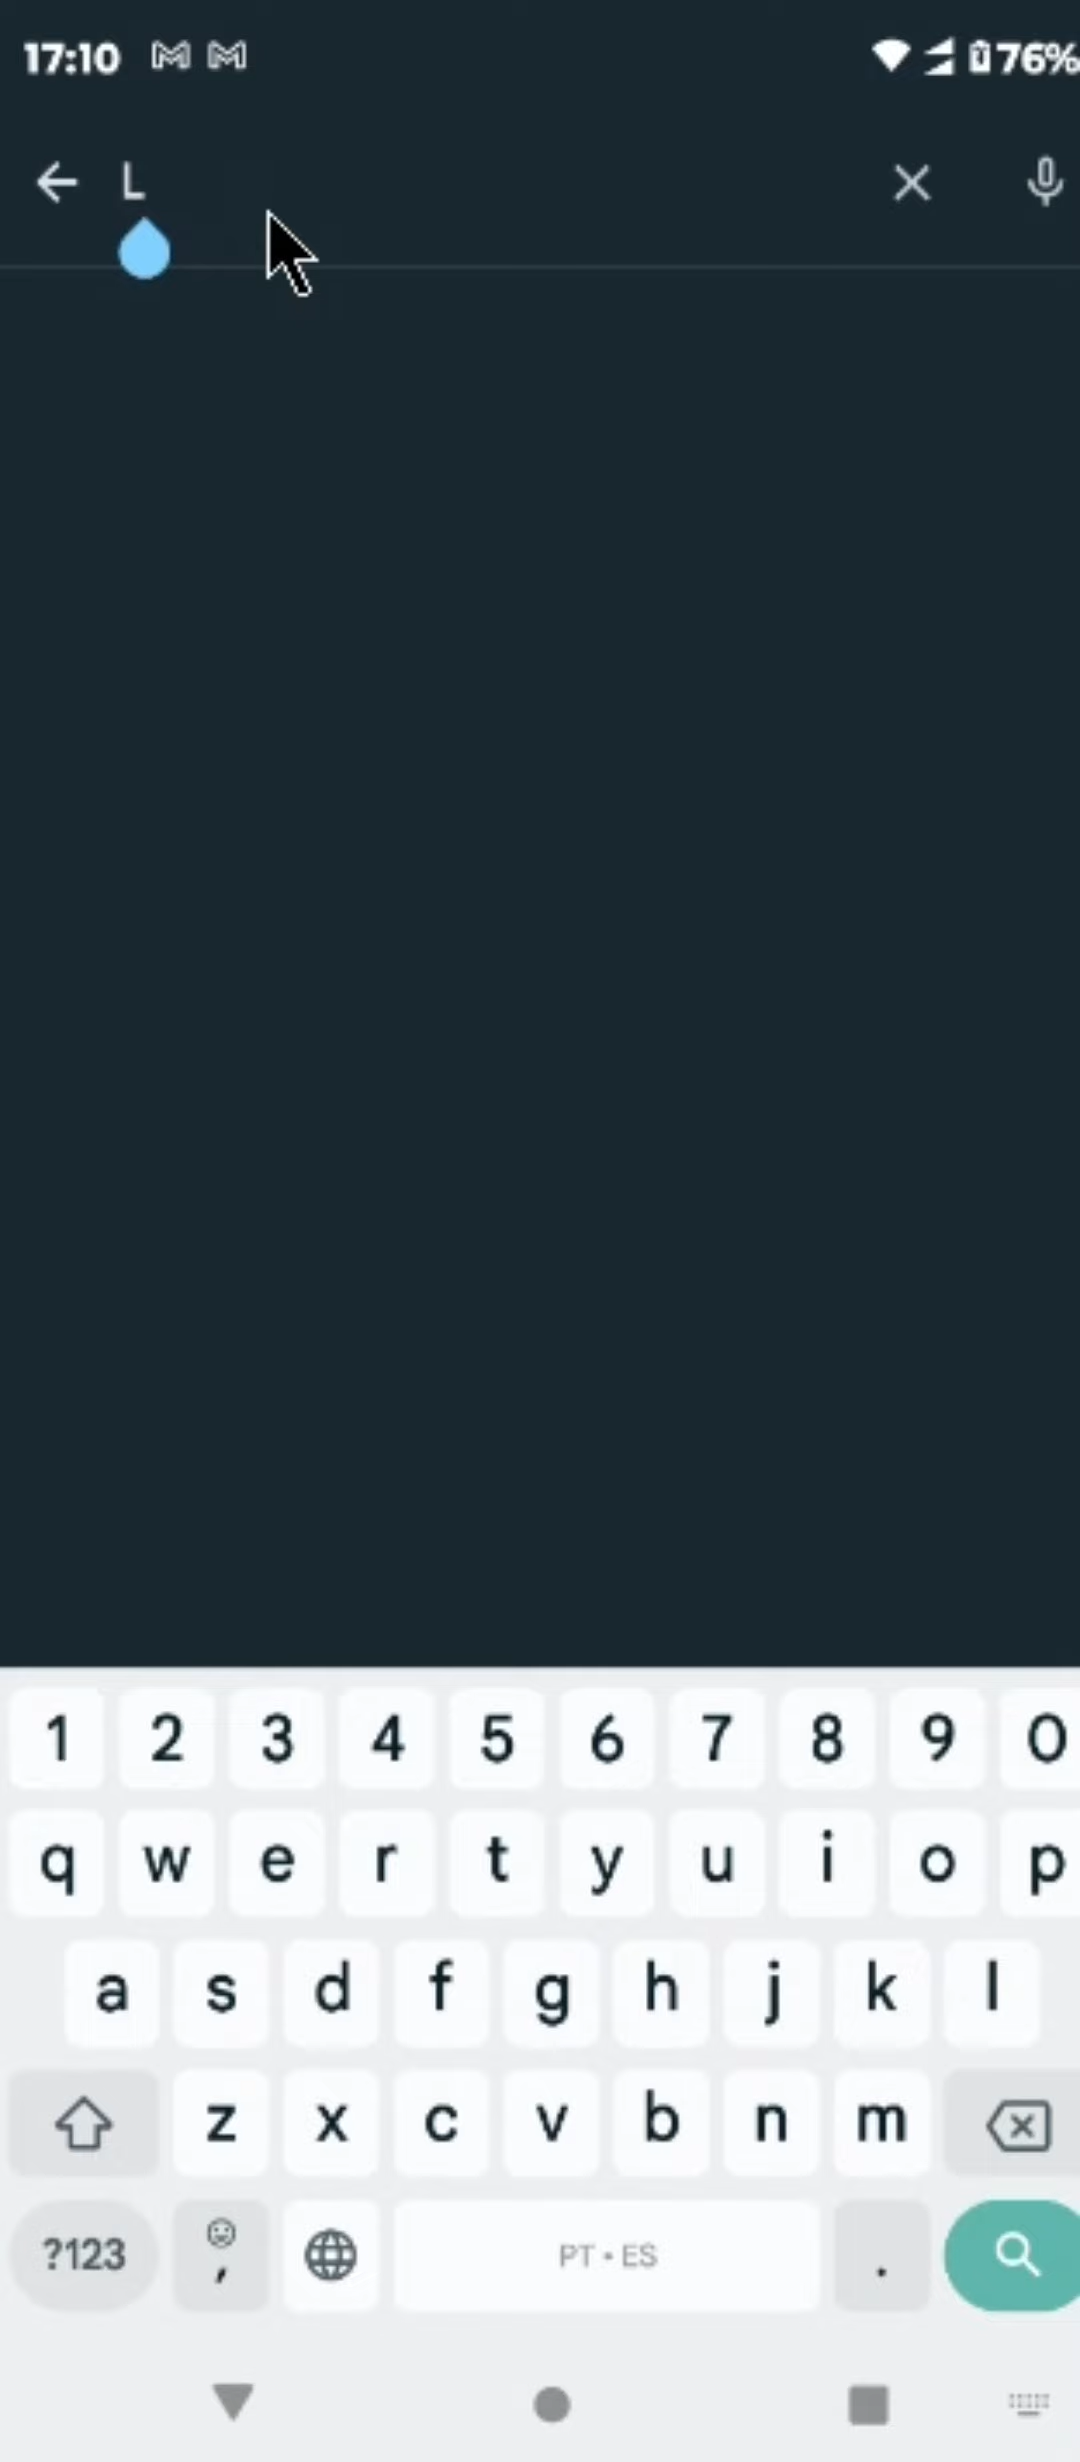 17:10 76%
L
1 2 3 4 5 6 7 8 9 0
q w e r t y u i o p
a s d f g h j k l
z x c v b n m
?123 , PT • ES .